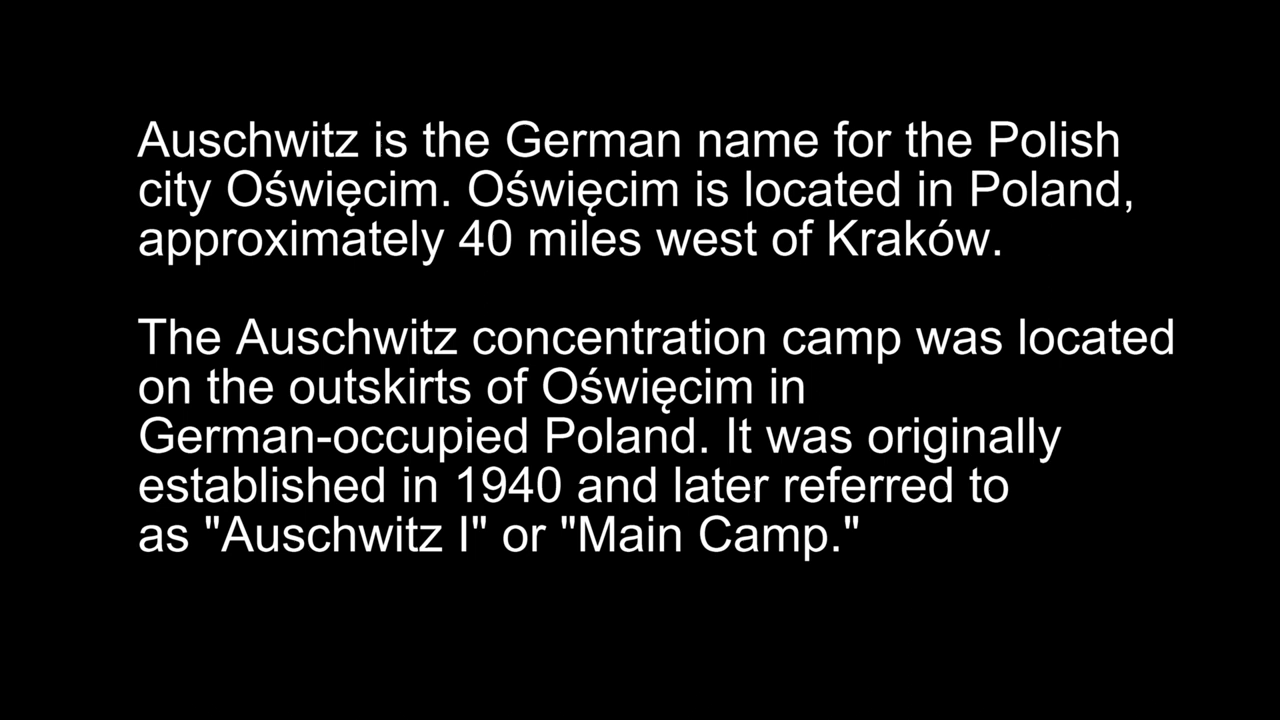 Auschwitz is the German name for the Polish
city Oświęcim. Oświęcim is located in Poland,
approximately 40 miles west of Kraków.
The Auschwitz concentration camp was located
on the outskirts of Oświęcim in
German-occupied Poland. It was originally
established in 1940 and later referred to
as "Auschwitz I" or "Main Camp."